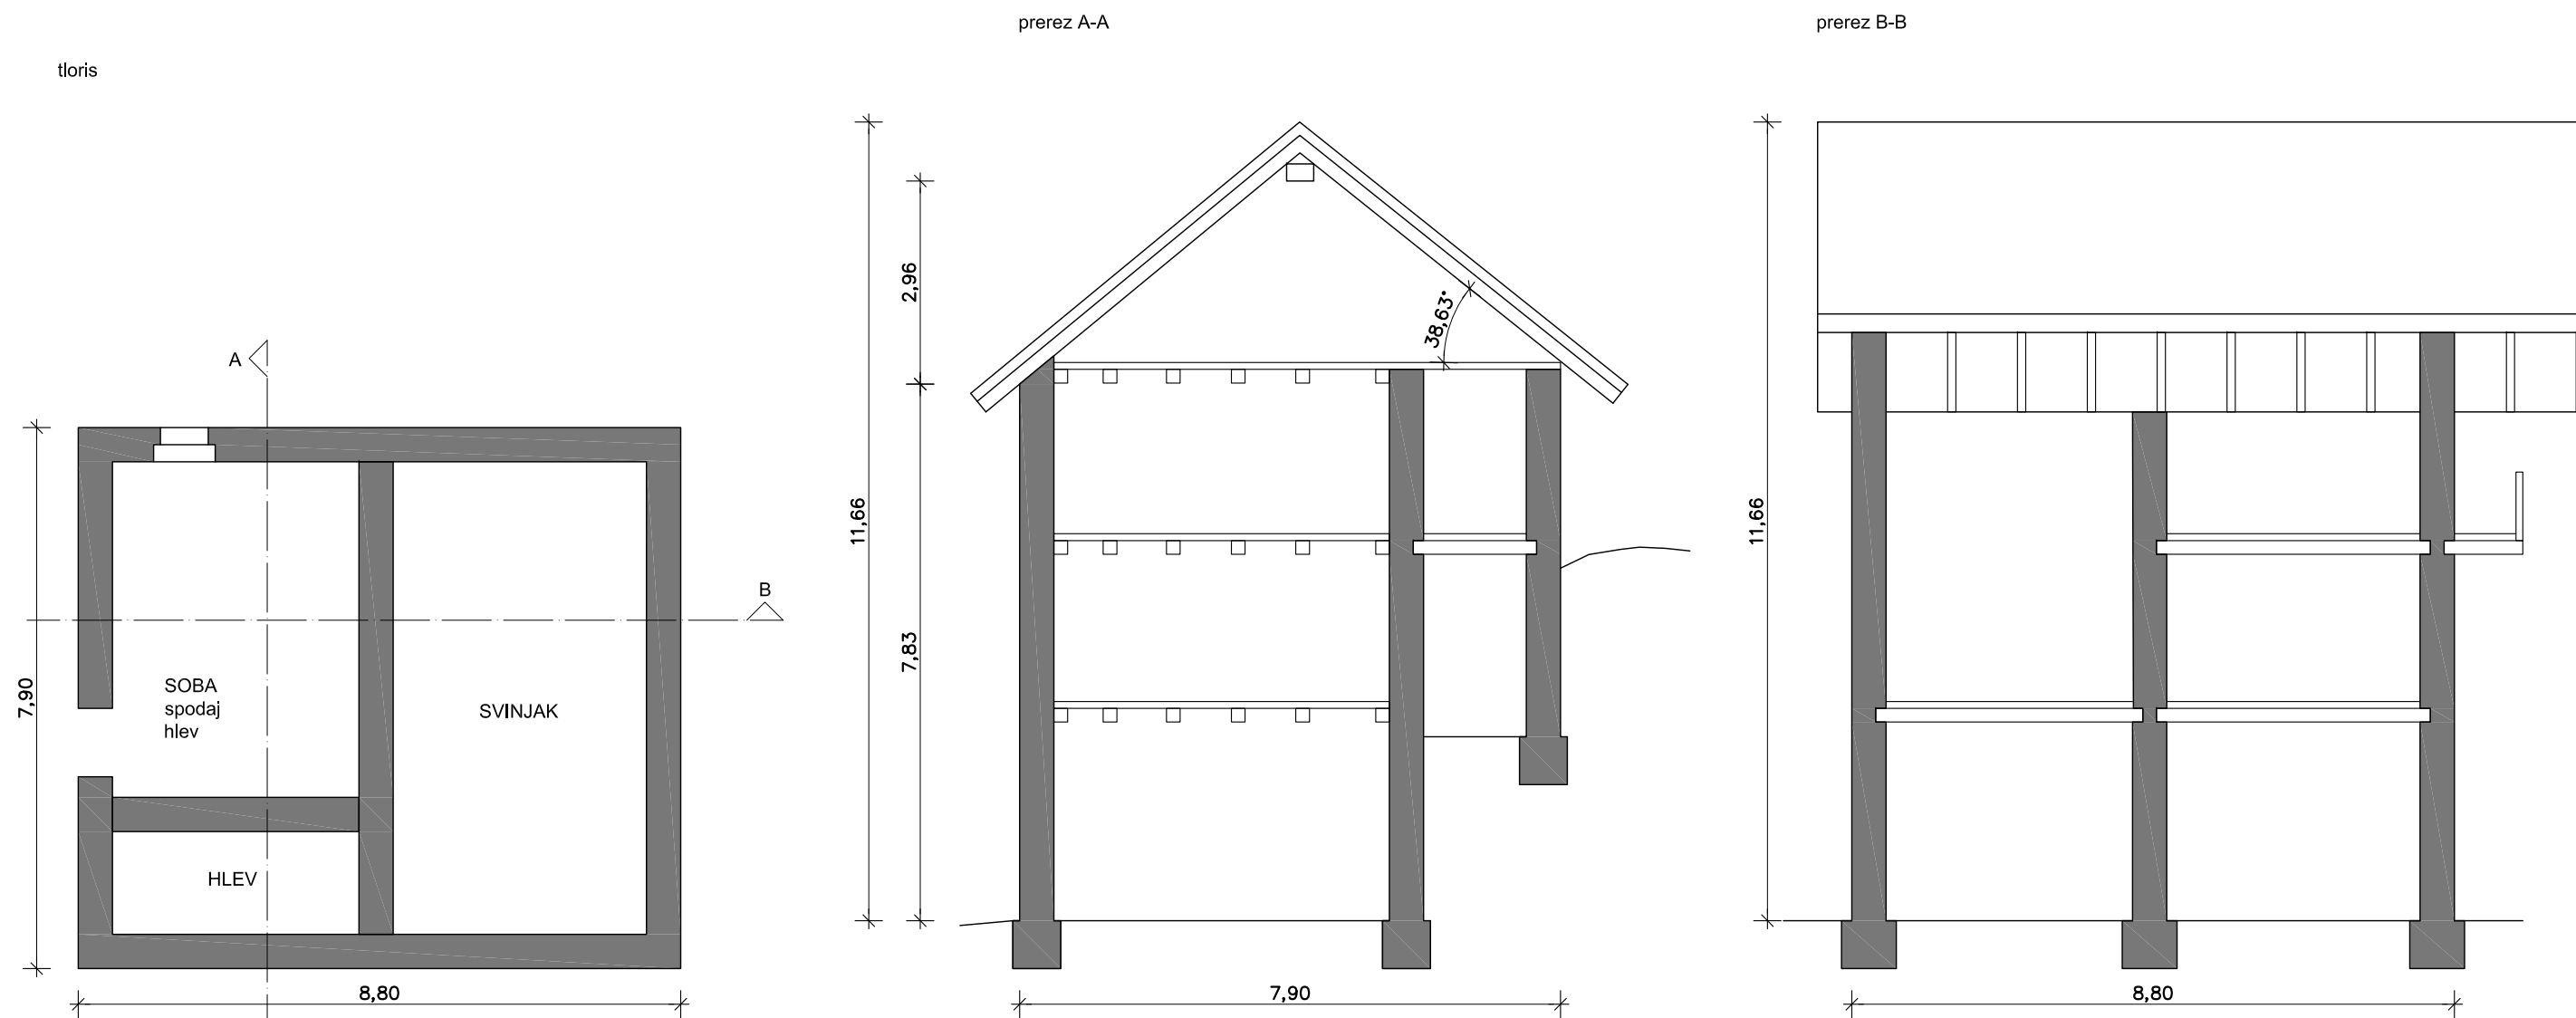 tloris
A
B
7,90
SOBA
spodaj
hlev
SVINJAK
HLEV
8,80
prerez A-A
11,66
2,96
7,83
38,63°
7,90
prerez B-B
11,66
8,80